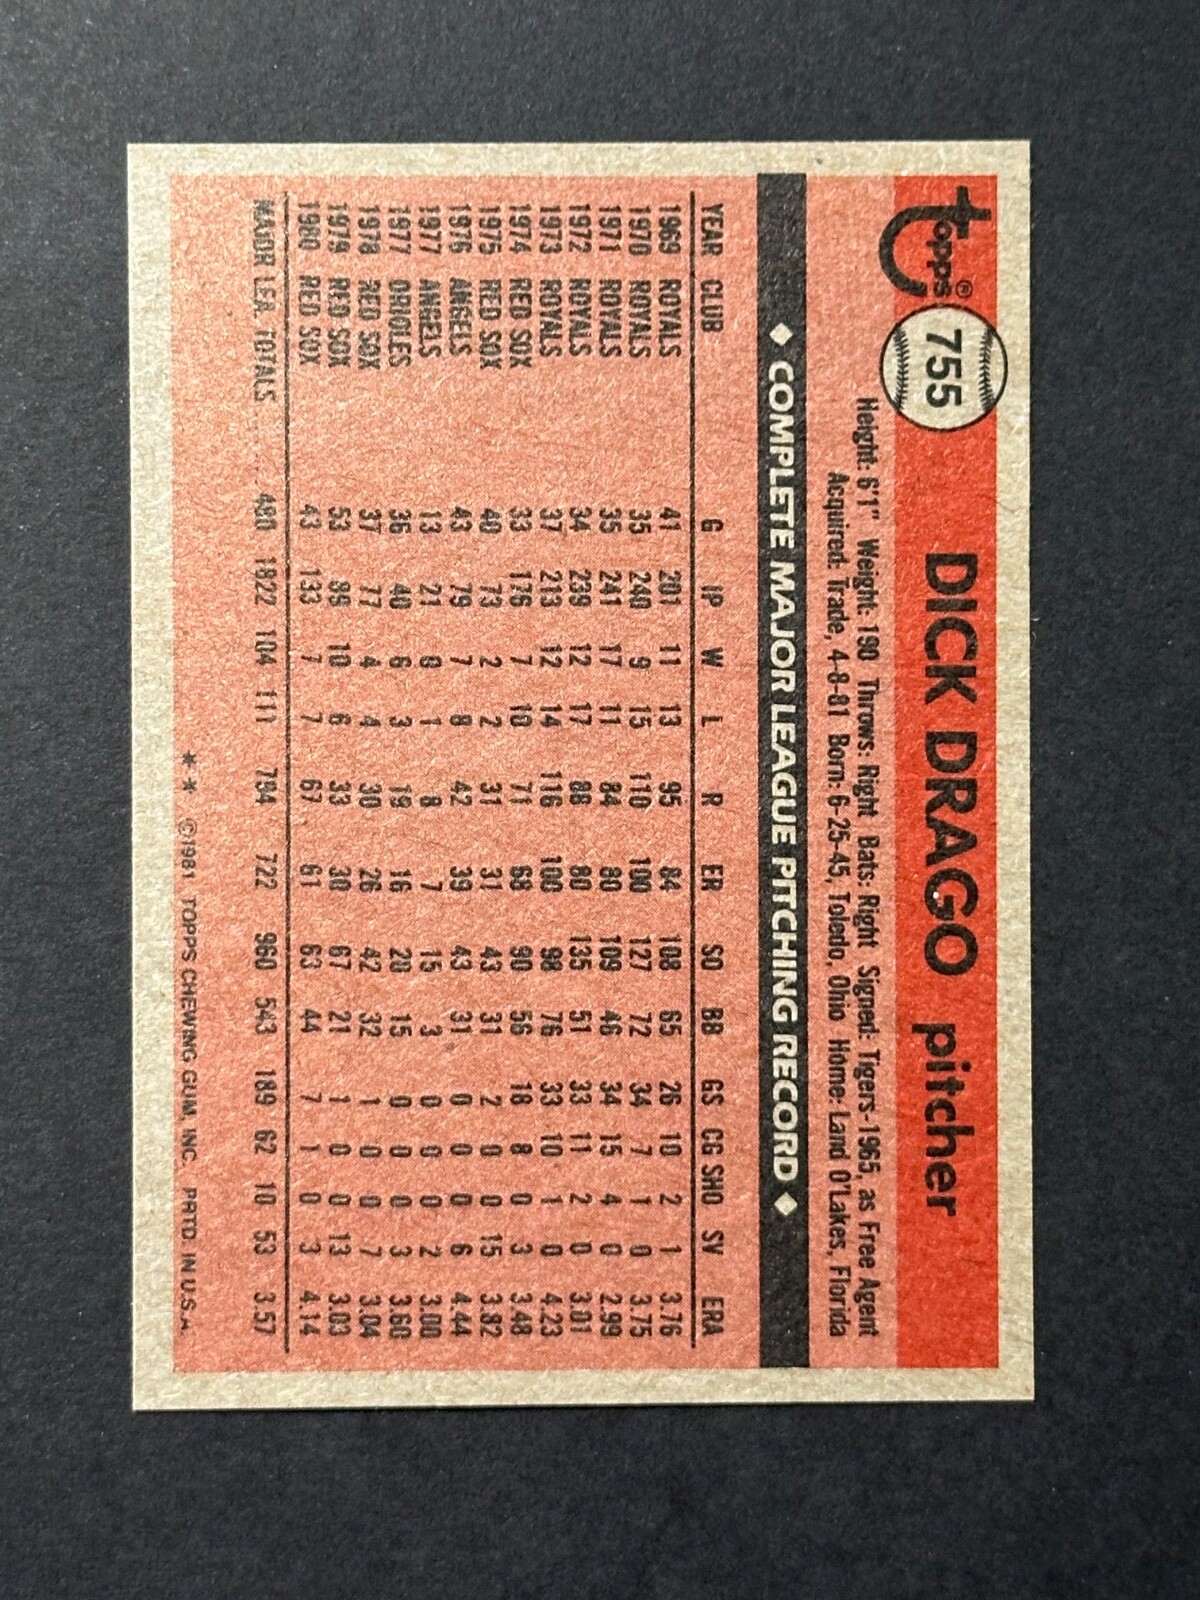 topps®
755
DICK DRAGO pitcher
Height: 6'1" Weight: 190 Throws: Right Bats: Right Signed: Tigers-1965, as Free Agent
Acquired: Trade, 4-8-81 Born: 6-25-45, Toledo, Ohio Home: Land O'Lakes, Florida
◆ COMPLETE MAJOR LEAGUE PITCHING RECORD ◆
YEAR CLUB G IP W L R ER SO BB GS CG SHO SV ERA
1969 ROYALS 41 201 11 13 95 84 108 65 26 10 2 1 3.76
1970 ROYALS 35 240 9 15 110 100 127 72 34 7 1 0 3.75
1971 ROYALS 35 241 17 11 84 80 109 46 34 15 4 0 2.99
1972 ROYALS 34 239 12 17 88 80 135 51 33 11 2 0 3.01
1973 ROYALS 37 213 12 14 116 100 98 76 33 10 1 0 4.23
1974 RED SOX 33 176 7 10 71 68 90 56 18 8 0 3 3.48
1975 RED SOX 40 73 2 2 31 31 43 31 2 0 0 15 3.82
1976 ANGELS 43 79 7 8 42 39 43 31 0 0 0 6 4.44
1977 ANGELS 13 21 0 1 8 7 15 3 0 0 0 2 3.00
1977 ORIOLES 36 40 6 3 19 16 20 15 0 0 0 3 3.60
1978 RED SOX 37 77 4 4 30 26 42 32 1 0 0 7 3.04
1979 RED SOX 53 89 10 6 33 30 67 21 1 0 0 13 3.03
1980 RED SOX 43 133 7 7 67 61 63 44 7 1 0 3 4.14
MAJOR LEA. TOTALS 480 1822 104 111 794 722 960 543 189 62 10 53 3.57
** ©1981 TOPPS CHEWING GUM, INC. PRTD. IN U.S.A.